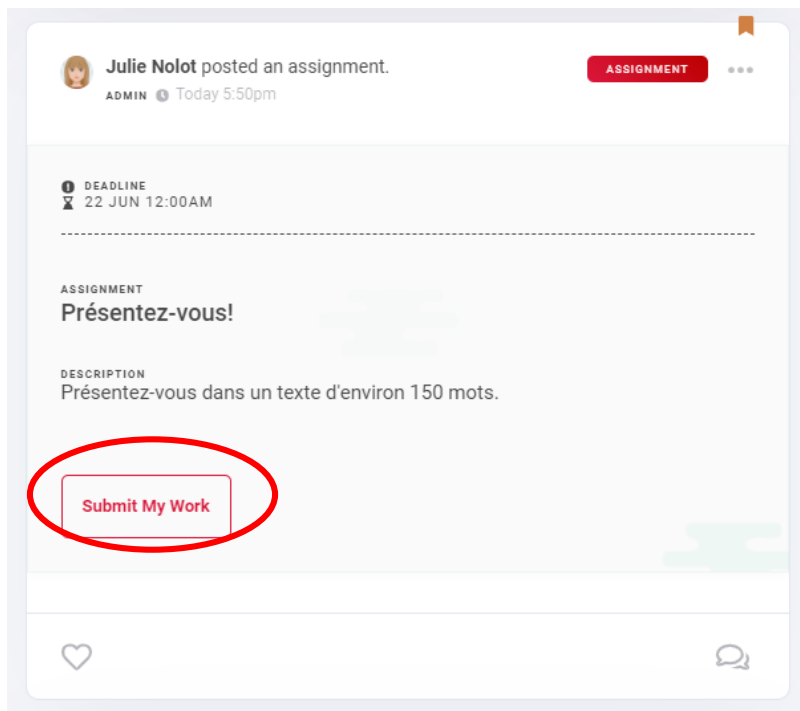 Julie Nolot posted an assignment.
ASSIGNMENT
ADMIN Today 5:50pm
DEADLINE
22 JUN 12:00AM
ASSIGNMENT
Présentez-vous!
DESCRIPTION
Présentez-vous dans un texte d'environ 150 mots.
Submit My Work